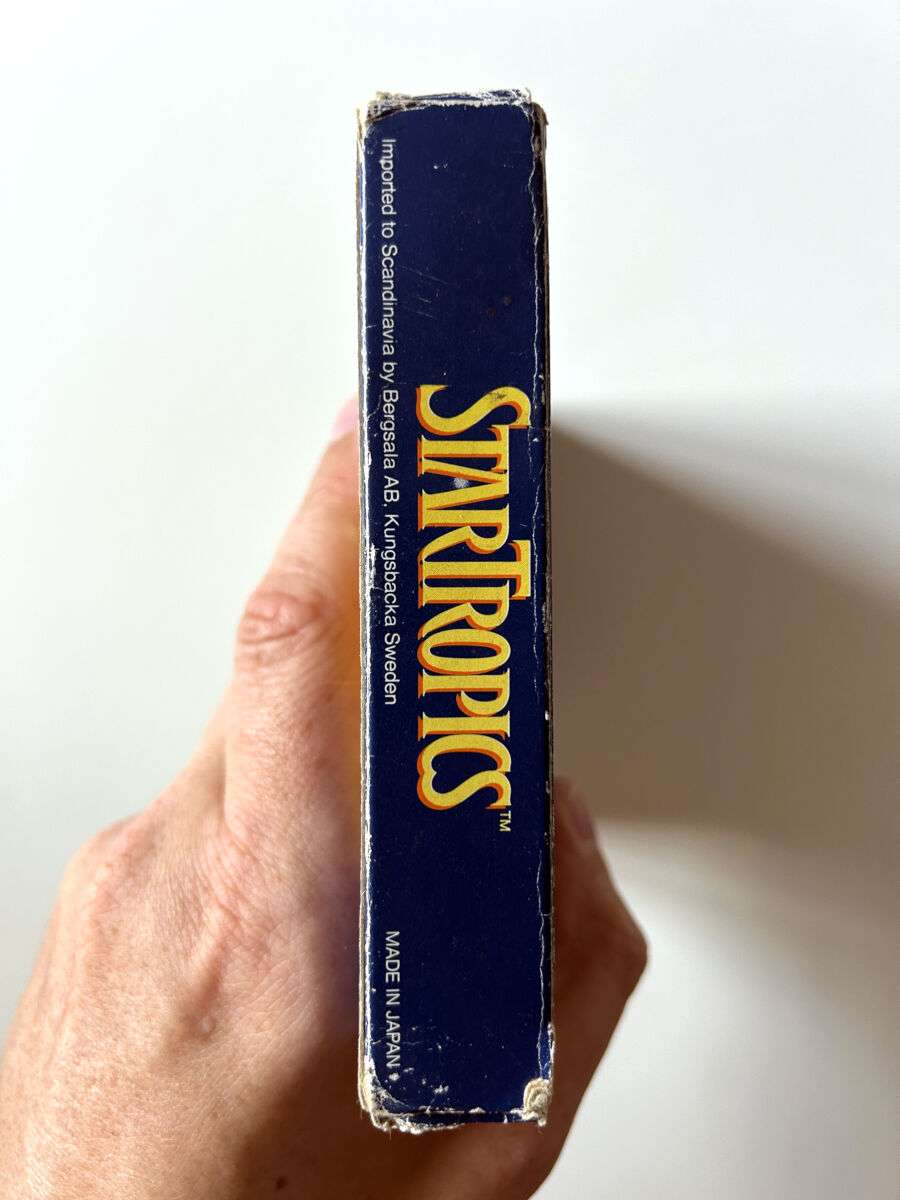 STARTROPICS™
Imported to Scandinavia by Bergsala AB, Kungsbacka Sweden
MADE IN JAPAN